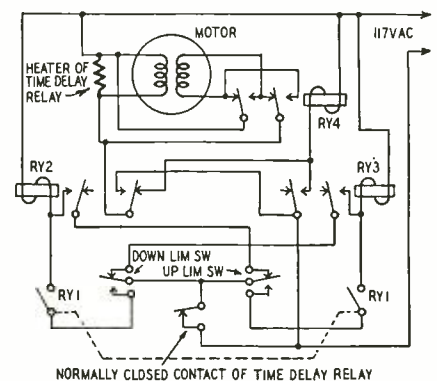 MOTOR
117VAC
HEATER OF
TIME DELAY
RELAY
RY4
RY2
RY3
DOWN LIM SW
UP LIM SW
RY1
RY1
NORMALLY CLOSED CONTACT OF TIME DELAY RELAY